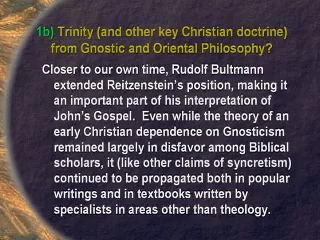 1b) Trinity (and other key Christian doctrine)
from Gnostic and Oriental Philosophy?
Closer to our own time, Rudolf Bultmann
extended Reitzenstein's position, making it
an important part of his interpretation of
John's Gospel.  Even while the theory of an
early Christian dependence on Gnosticism
remained largely in disfavor among Biblical
scholars, it (like other claims of syncretism)
continued to be propagated both in popular
writings and in textbooks written by
specialists in areas other than theology.